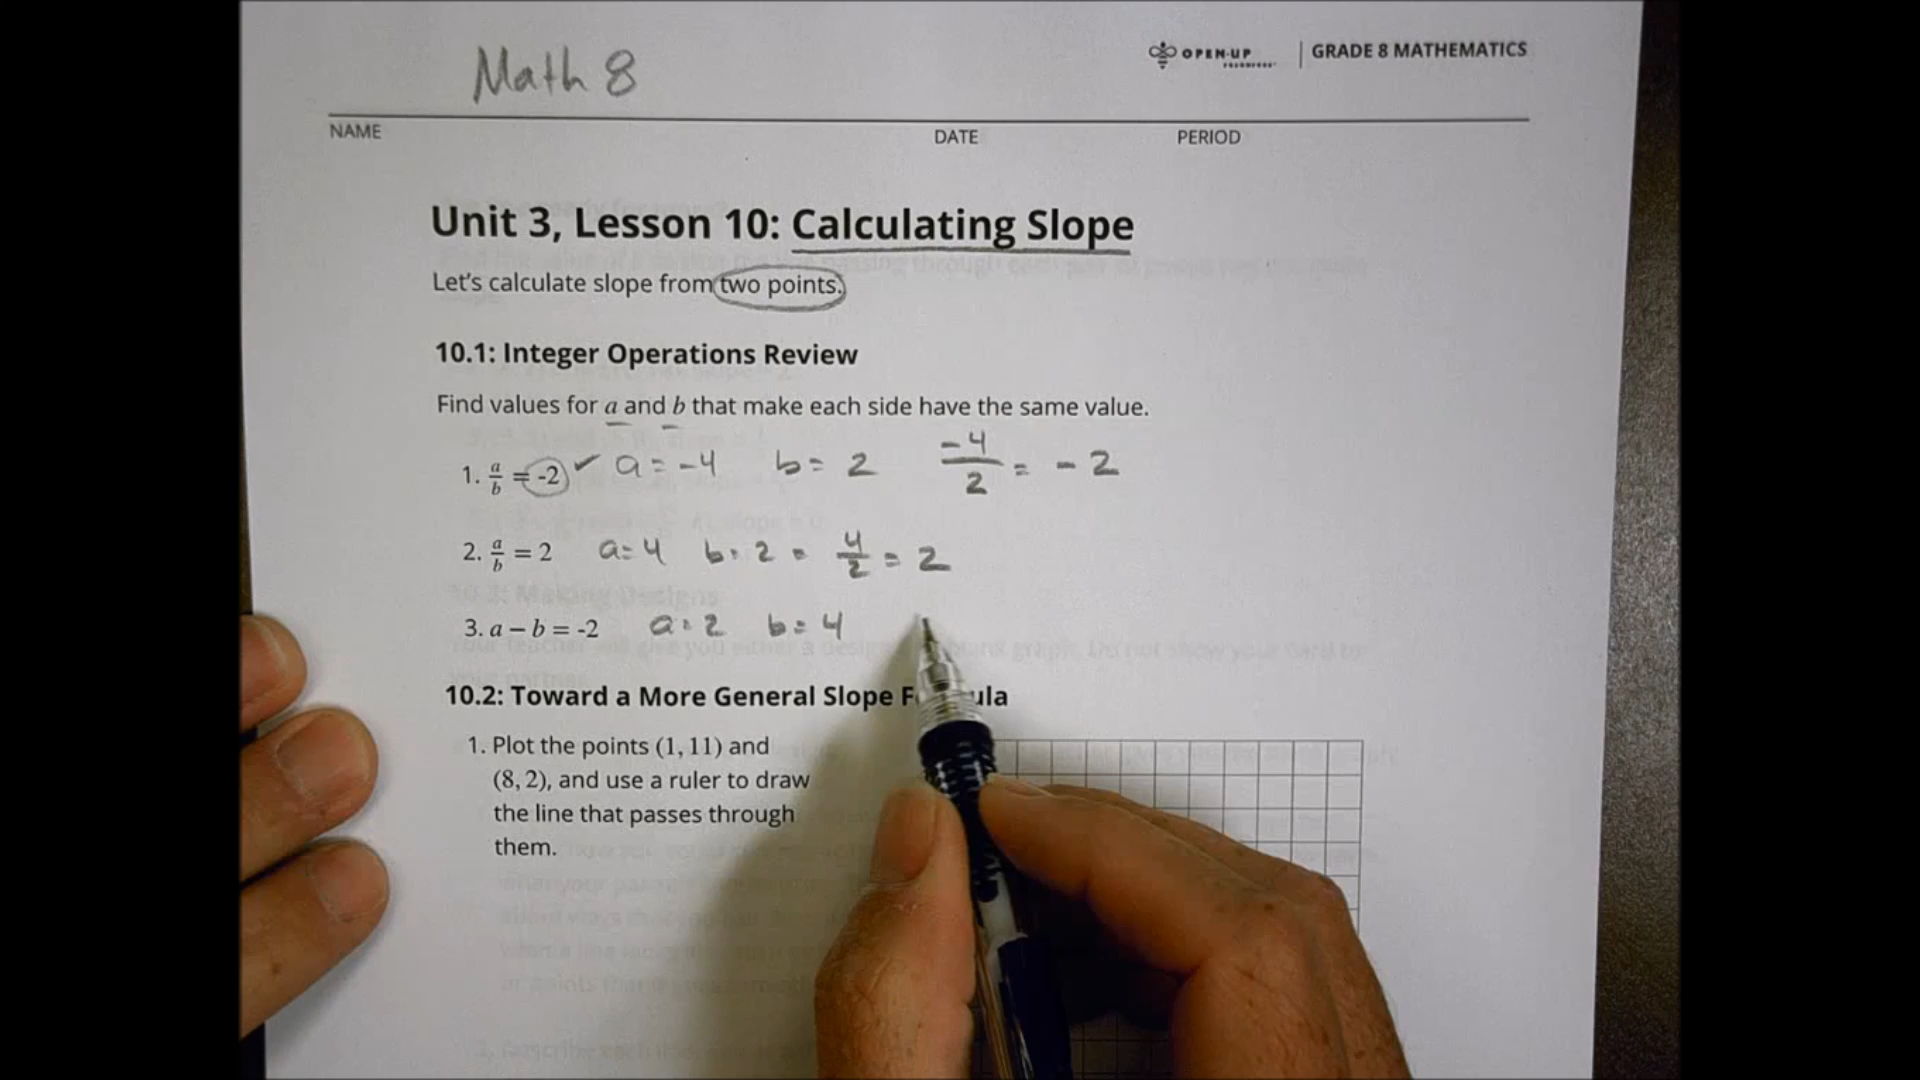 Math 8
OPEN-UP | GRADE 8 MATHEMATICS
NAME DATE PERIOD
Unit 3, Lesson 10: Calculating Slope
Let's calculate slope from two points.
10.1: Integer Operations Review
Find values for a and b that make each side have the same value.
1. a/b = -2 ✓ a = -4 b = 2 -4/2 = -2
2. a/b = 2 a = 4 b = 2 = 4/2 = 2
3. a − b = -2 a = 2 b = 4
10.2: Toward a More General Slope
1. Plot the points (1, 11) and
(8, 2), and use a ruler to draw
the line that passes through
them.